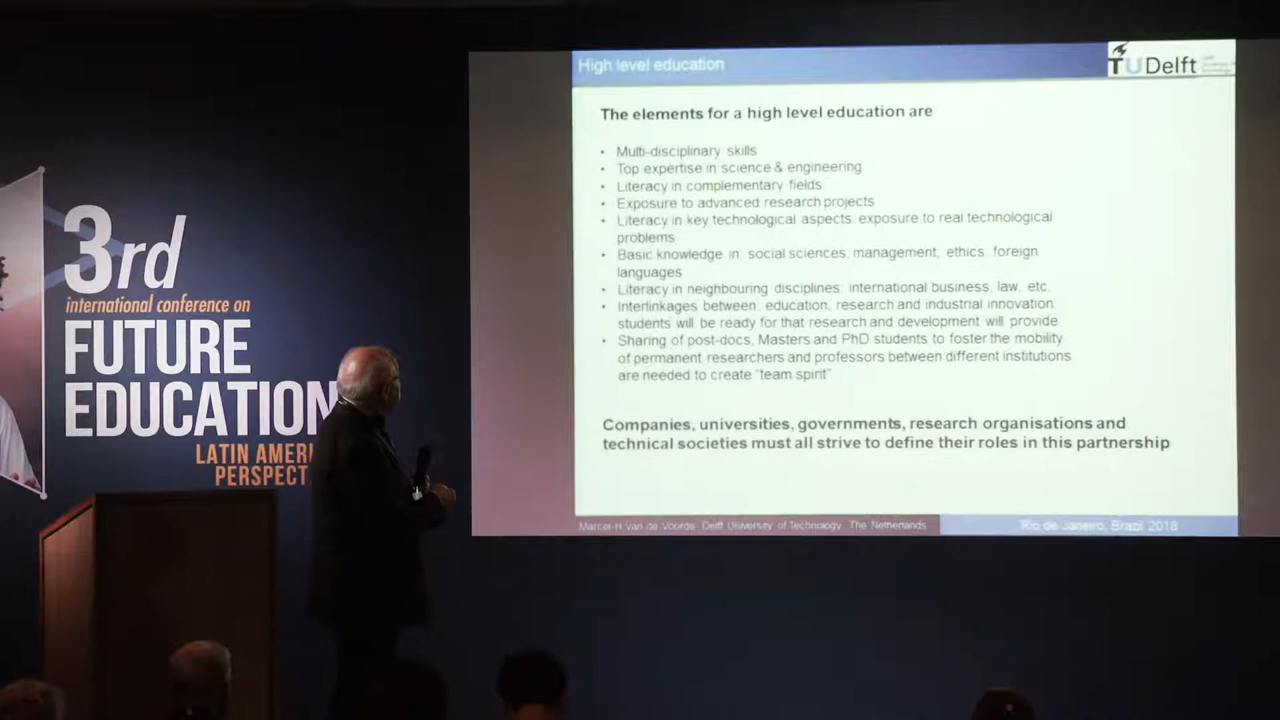 3rd
international conference on
FUTURE
EDUCATION
LATIN AMERI
PERSPECT
High level education
TU Delft
The elements for a high level education are
• Multi-disciplinary skills
• Top expertise in science & engineering
• Literacy in complementary fields
• Exposure to advanced research projects
• Literacy in key technological aspects, exposure to real technological
problems
• Basic knowledge in social sciences, management, ethics, foreign
languages
• Literacy in neighbouring disciplines: international business, law, etc.
• Interlinkages between: education, research and industrial innovation:
students will be ready for that research and development will provide
• Sharing of post-docs, Masters and PhD students to foster the mobility
of permanent researchers and professors between different institutions
are needed to create "team spirit"
Companies, universities, governments, research organisations and
technical societies must all strive to define their roles in this partnership
Marcel H. Van de Voorde, Delft University of Technology, The Netherlands
Rio de Janeiro, Brazil, 2018